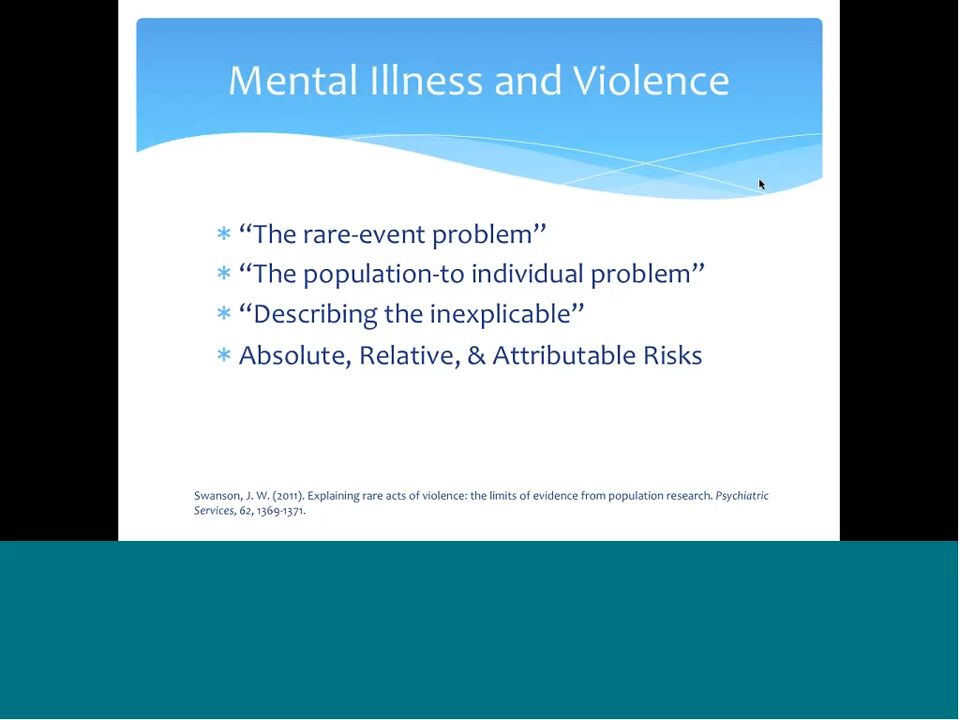 Mental Illness and Violence
* “The rare-event problem”
* “The population-to individual problem”
* “Describing the inexplicable”
* Absolute, Relative, & Attributable Risks
Swanson, J. W. (2011). Explaining rare acts of violence: the limits of evidence from population research. Psychiatric
Services, 62, 1369-1371.